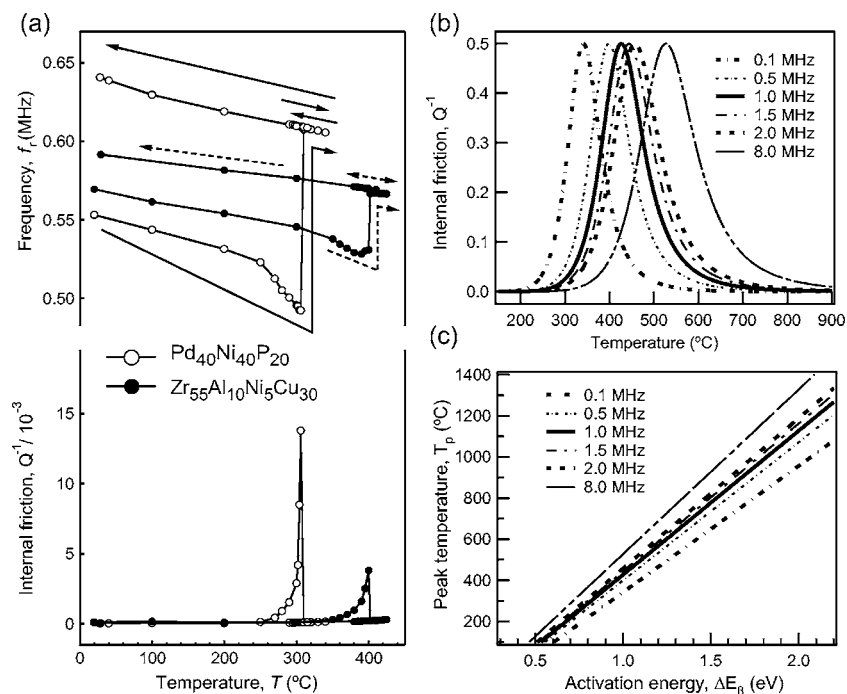 (a)
0.65
0.60
0.55
0.50
Frequency, fr(MHz)
Pd40Ni40P20
Zr55Al10Ni5Cu30
15
10
5
0
Internal friction, Q-1/ 10-3
0 100 200 300 400
Temperature, T (ºC)
(b)
0.5
0.4
0.3
0.2
0.1
0.0
Internal friction, Q-1
0.1 MHz
0.5 MHz
1.0 MHz
1.5 MHz
2.0 MHz
8.0 MHz
200 300 400 500 600 700 800 900
Temperature (ºC)
(c)
1400
1200
1000
800
600
400
200
Peak temperature, Tp (ºC)
0.1 MHz
0.5 MHz
1.0 MHz
1.5 MHz
2.0 MHz
8.0 MHz
0.5 1.0 1.5 2.0
Activation energy, ΔEβ (eV)